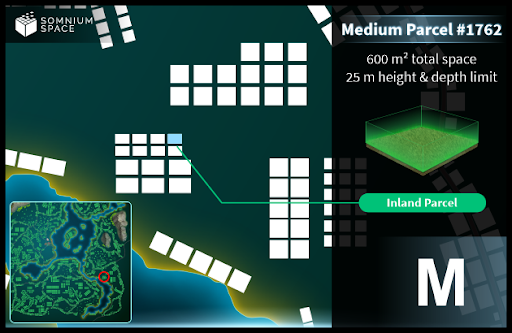 SOMNIUM
SPACE
Medium Parcel #1762
600 m² total space
25 m height & depth limit
Inland Parcel
M